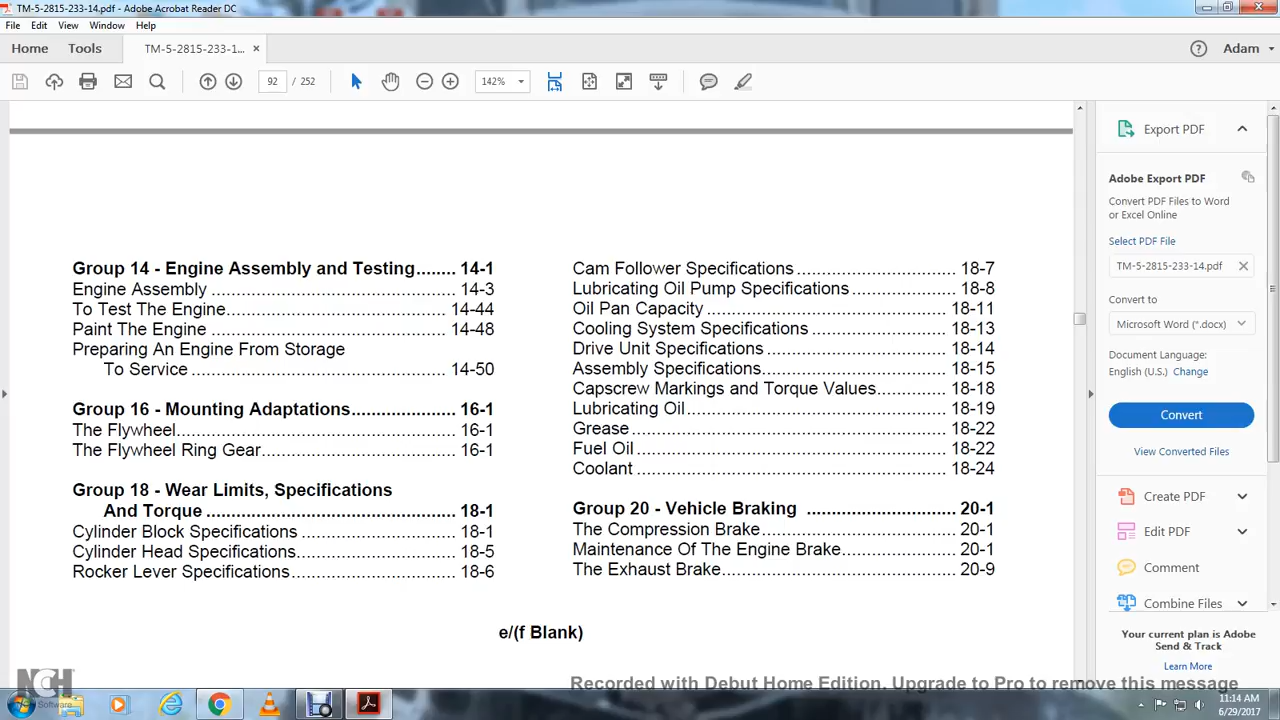 TM-5-2815-233-14.pdf - Adobe Acrobat Reader DC
File Edit View Window Help
Home Tools TM-5-2815-233-1... × Adam
92 / 252 142%
Group 14 - Engine Assembly and Testing........ 14-1
Engine Assembly ........................................ 14-3
To Test The Engine..................................... 14-44
Paint The Engine ........................................ 14-48
Preparing An Engine From Storage
To Service ........................................... 14-50
Group 16 - Mounting Adaptations.................... 16-1
The Flywheel............................................. 16-1
The Flywheel Ring Gear................................ 16-1
Group 18 - Wear Limits, Specifications
And Torque ........................................... 18-1
Cylinder Block Specifications ......................... 18-1
Cylinder Head Specifications.......................... 18-5
Rocker Lever Specifications........................... 18-6
Cam Follower Specifications .......................... 18-7
Lubricating Oil Pump Specifications ................. 18-8
Oil Pan Capacity ........................................ 18-11
Cooling System Specifications ....................... 18-13
Drive Unit Specifications .............................. 18-14
Assembly Specifications............................... 18-15
Capscrew Markings and Torque Values............ 18-18
Lubricating Oil........................................... 18-19
Grease .................................................... 18-22
Fuel Oil ................................................... 18-22
Coolant ................................................... 18-24
Group 20 - Vehicle Braking ........................ 20-1
The Compression Brake............................... 20-1
Maintenance Of The Engine Brake.................. 20-1
The Exhaust Brake..................................... 20-9
e/(f Blank)
Export PDF
Adobe Export PDF
Convert PDF Files to Word
or Excel Online
Select PDF File
TM-5-2815-233-14.pdf
Convert to
Microsoft Word (*.docx)
Document Language:
English (U.S.) Change
Convert
View Converted Files
Create PDF
Edit PDF
Comment
Combine Files
Your current plan is Adobe
Send & Track
Learn More
NCH
Software
Recorded with Debut Home Edition. Upgrade to Pro to remove this message
11:14 AM
6/29/2017